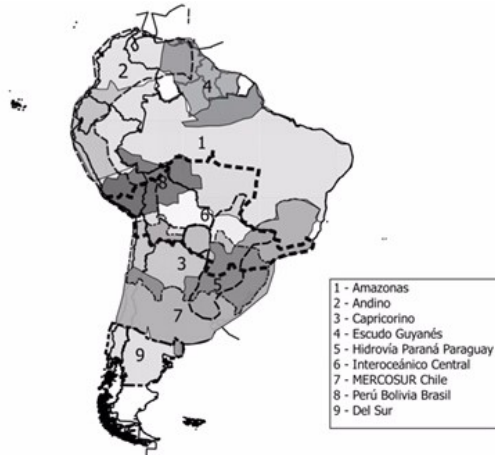 2
4
1
8
6
3
5
7
9
1 - Amazonas
2 - Andino
3 - Capricorino
4 - Escudo Guyanés
5 - Hidrovía Paraná Paraguay
6 - Interoceánico Central
7 - MERCOSUR Chile
8 - Perú Bolivia Brasil
9 - Del Sur